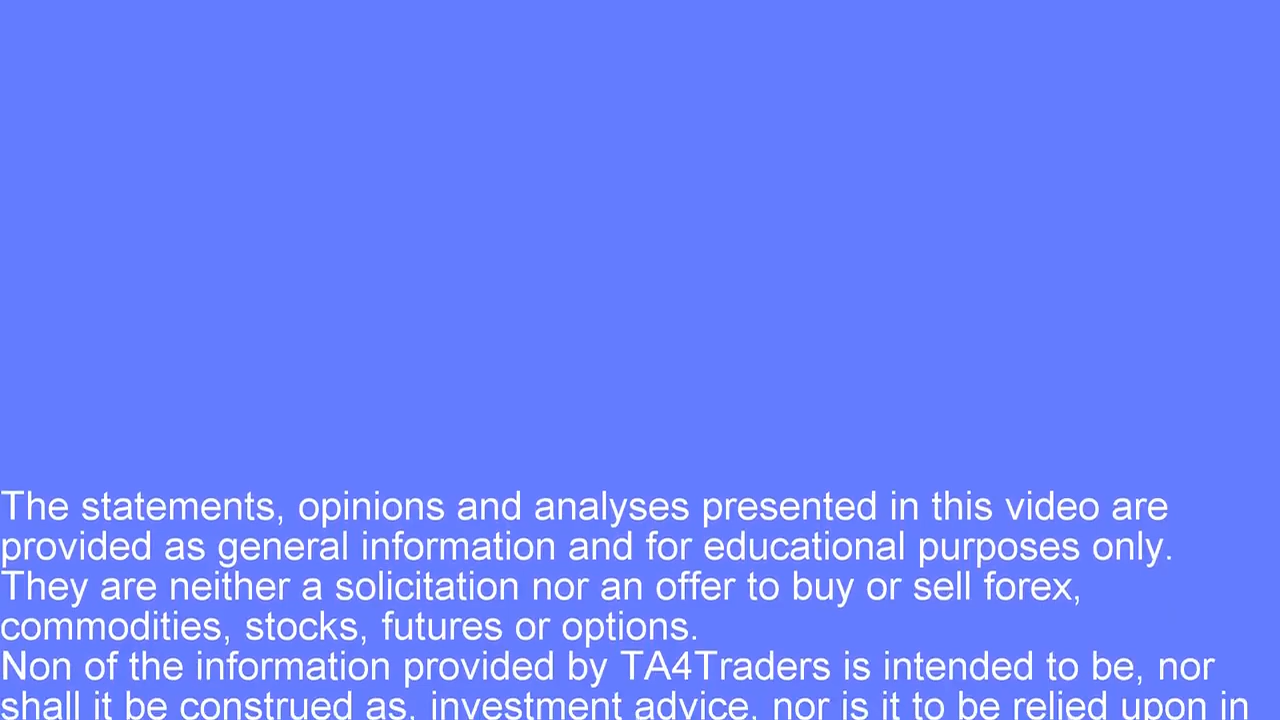 The statements, opinions and analyses presented in this video are
provided as general information and for educational purposes only.
They are neither a solicitation nor an offer to buy or sell forex,
commodities, stocks, futures or options.
Non of the information provided by TA4Traders is intended to be, nor
shall it be construed as, investment advice, nor is it to be relied upon in